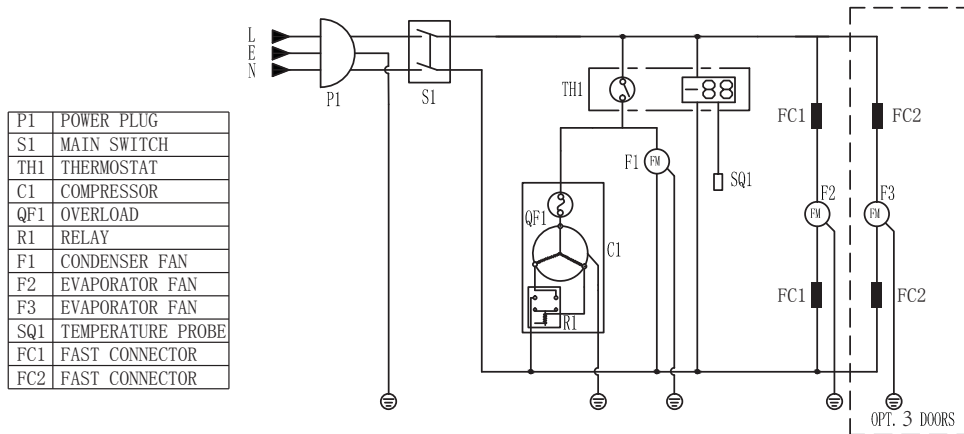 L
E
N
P1
S1
TH1
-88
SQ1
F1
FM
QF1
C1
R1
FC1
FC2
F2
F3
FM
FM
FC1
FC2
OPT. 3 DOORS
P1 POWER PLUG
S1 MAIN SWITCH
TH1 THERMOSTAT
C1 COMPRESSOR
QF1 OVERLOAD
R1 RELAY
F1 CONDENSER FAN
F2 EVAPORATOR FAN
F3 EVAPORATOR FAN
SQ1 TEMPERATURE PROBE
FC1 FAST CONNECTOR
FC2 FAST CONNECTOR